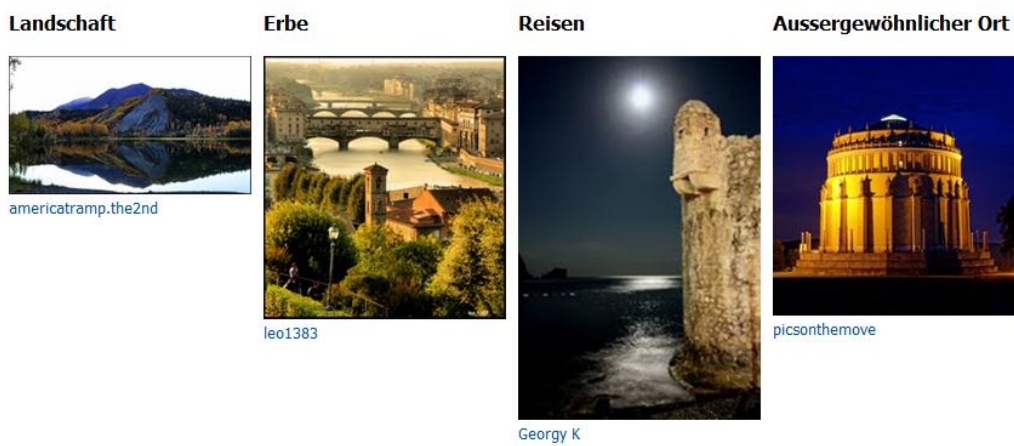 Landschaft
americatramp.the2nd
Erbe
leo1383
Reisen
Georgy K
Aussergewöhnlicher Ort
picsonthemove